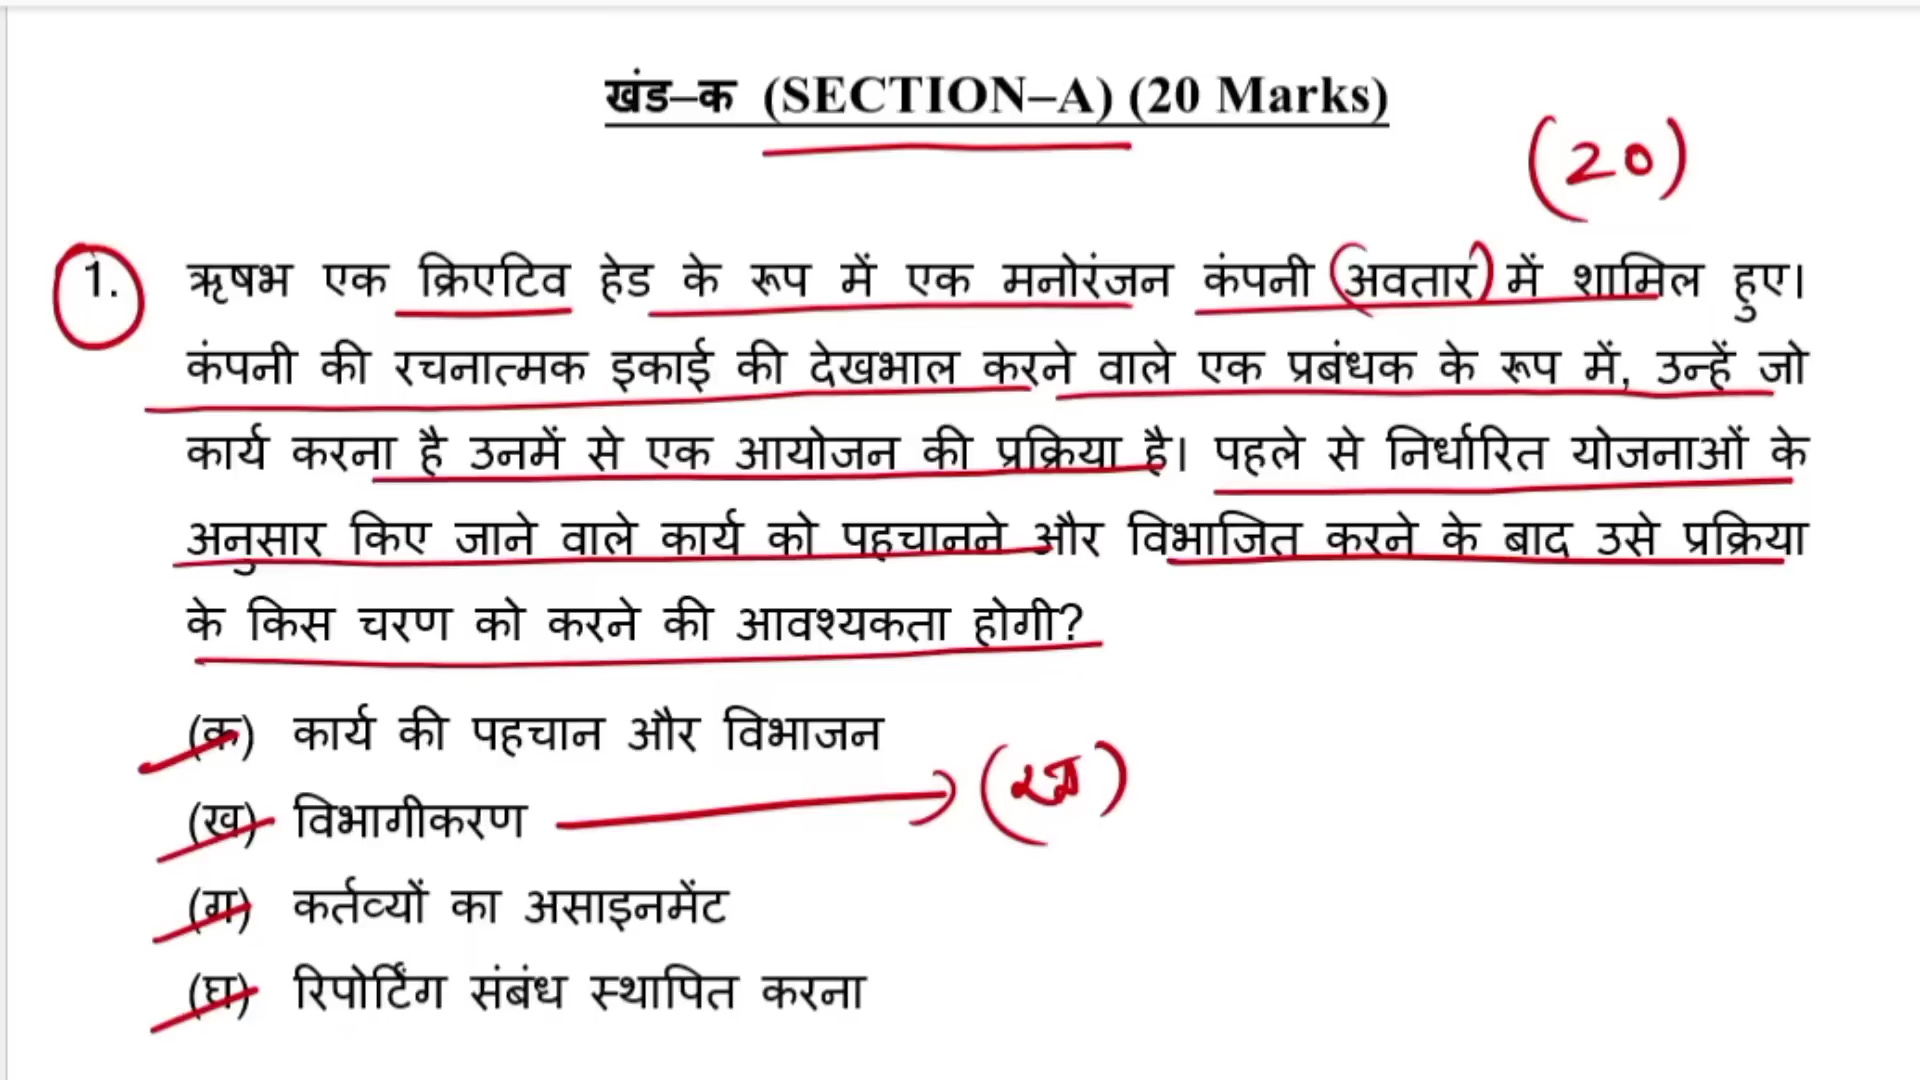 खंड–क (SECTION–A) (20 Marks)
(20)
1. ऋषभ एक क्रिएटिव हेड के रूप में एक मनोरंजन कंपनी (अवतार) में शामिल हुए।
कंपनी की रचनात्मक इकाई की देखभाल करने वाले एक प्रबंधक के रूप में, उन्हें जो
कार्य करना है उनमें से एक आयोजन की प्रक्रिया है। पहले से निर्धारित योजनाओं के
अनुसार किए जाने वाले कार्य को पहचानने और विभाजित करने के बाद उसे प्रक्रिया
के किस चरण को करने की आवश्यकता होगी?
(क) कार्य की पहचान और विभाजन
(ख) विभागीकरण (ख)
(ग) कर्तव्यों का असाइनमेंट
(घ) रिपोर्टिंग संबंध स्थापित करना